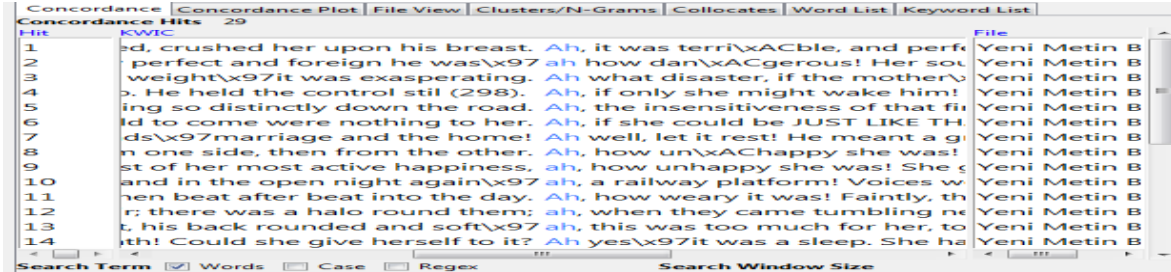 Concordance Concordance Plot File View Clusters/N-Grams Collocates Word List Keyword List
Concordance Hits 29
Hit KWIC File
1 ed, crushed her upon his breast. Ah, it was terri\xACble, and perfe Yeni Metin B
2 perfect and foreign he was\x97 ah how dan\xACgerous! Her sou Yeni Metin B
3 weight\x97it was exasperating. Ah what disaster, if the mother\x Yeni Metin B
4 o. He held the control stil (298). Ah, if only she might wake him! Yeni Metin B
5 ing so distinctly down the road. Ah, the insensitiveness of that fir Yeni Metin B
6 ld to come were nothing to her. Ah, if she could be JUST LIKE TH Yeni Metin B
7 ds\x97marriage and the home! Ah well, let it rest! He meant a g Yeni Metin B
8 n one side, then from the other. Ah, how un\xAChappy she was! Yeni Metin B
9 st of her most active happiness, ah, how unhappy she was! She g Yeni Metin B
10 and in the open night again\x97 ah, a railway platform! Voices w Yeni Metin B
11 hen beat after beat into the day. Ah, how weary it was! Faintly, th Yeni Metin B
12 r; there was a halo round them; ah, when they came tumbling ne Yeni Metin B
13 t, his back rounded and soft\x97 ah, this was too much for her, to Yeni Metin B
14 ith! Could she give herself to it? Ah yes\x97it was a sleep. She ha Yeni Metin B
Search Term Words Case Regex Search Window Size